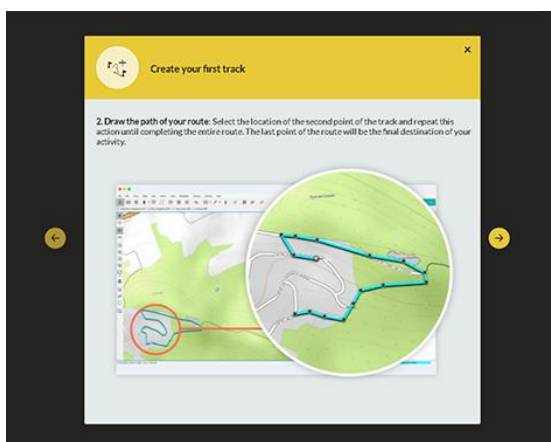 Create your first track
2. Draw the path of your route: Select the location of the second point of the track and repeat this
action until completing the entire route. The last point of the route will be the final destination of your
activity.